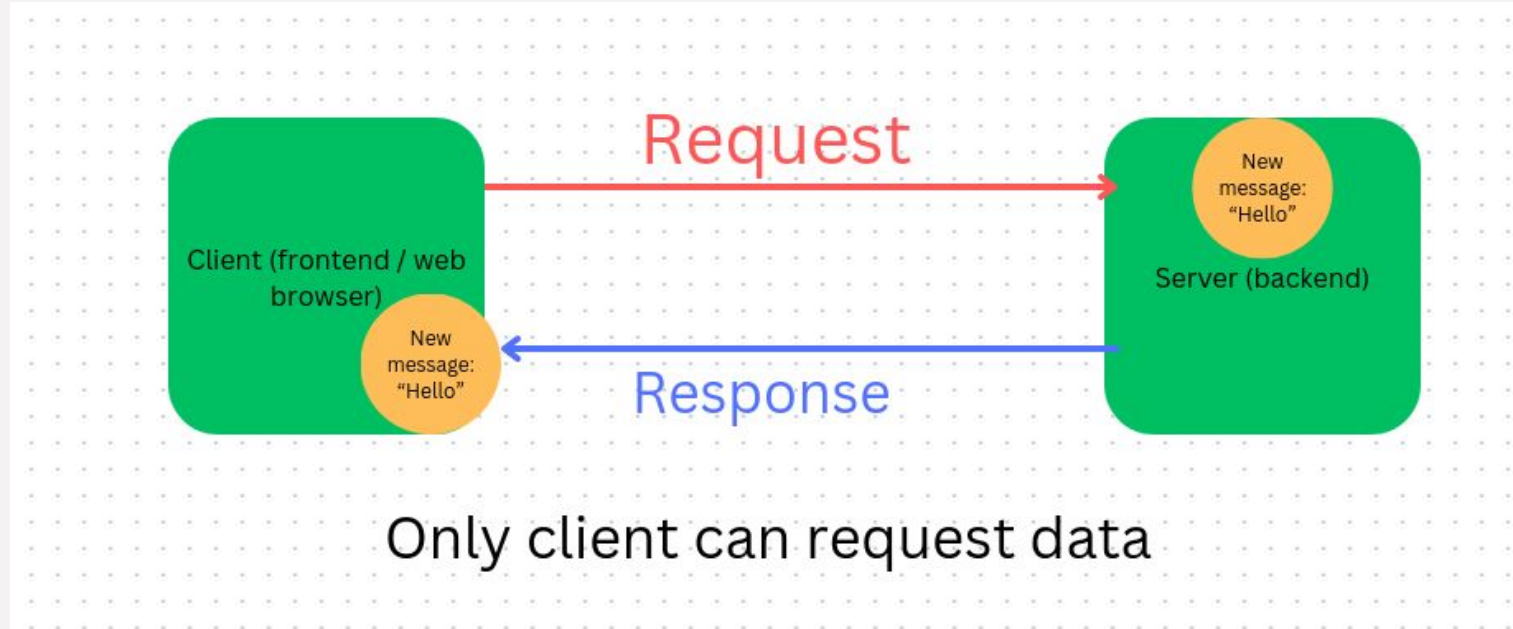 Request
New
message:
“Hello”
Client (frontend / web
browser)
Server (backend)
New
message:
“Hello”
Response
Only client can request data